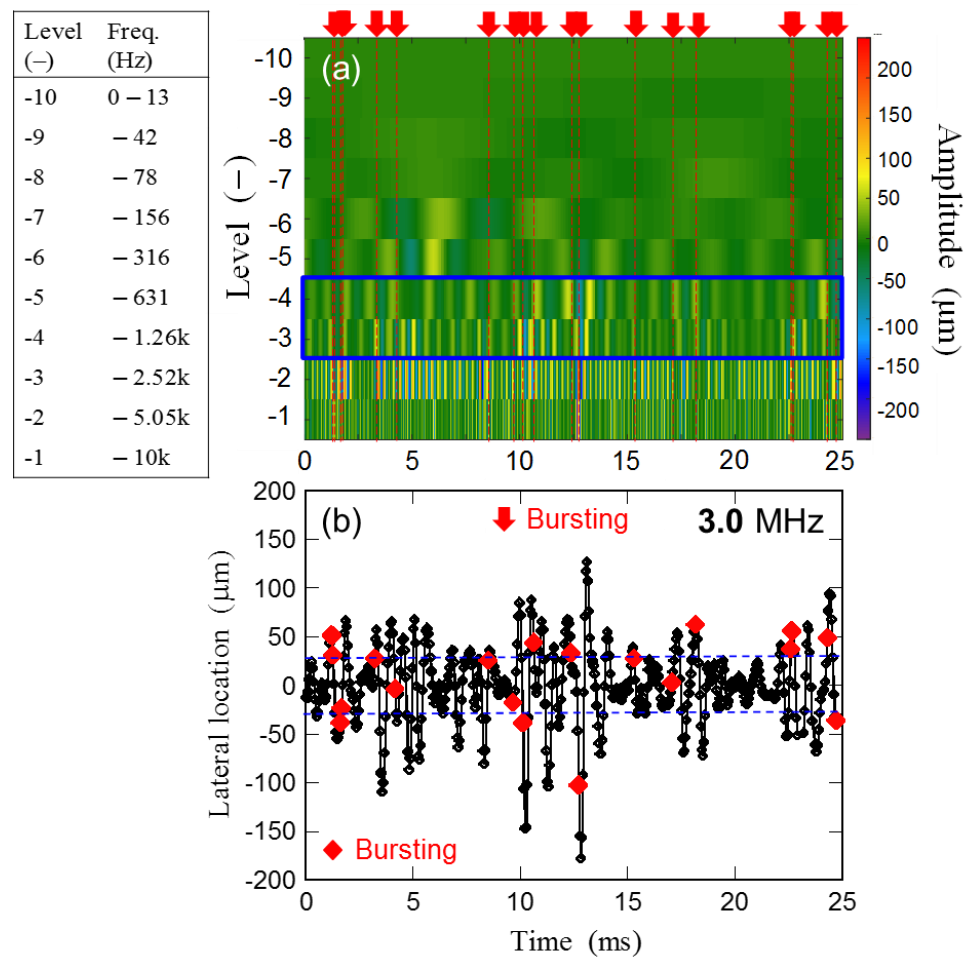 Level Freq.
(–) (Hz)
-10 0 – 13
-9 – 42
-8 – 78
-7 – 156
-6 – 316
-5 – 631
-4 – 1.26k
-3 – 2.52k
-2 – 5.05k
-1 – 10k
(a)
Level (–)
-10
-9
-8
-7
-6
-5
-4
-3
-2
-1
0 5 10 15 20 25
200
100
50
0
-50
-100
-150
-200
Amplitude (μm)
(b)
Bursting
3.0 MHz
Lateral location (μm)
200
150
100
50
0
-50
-100
-150
-200
Bursting
0 5 10 15 20 25
Time (ms)